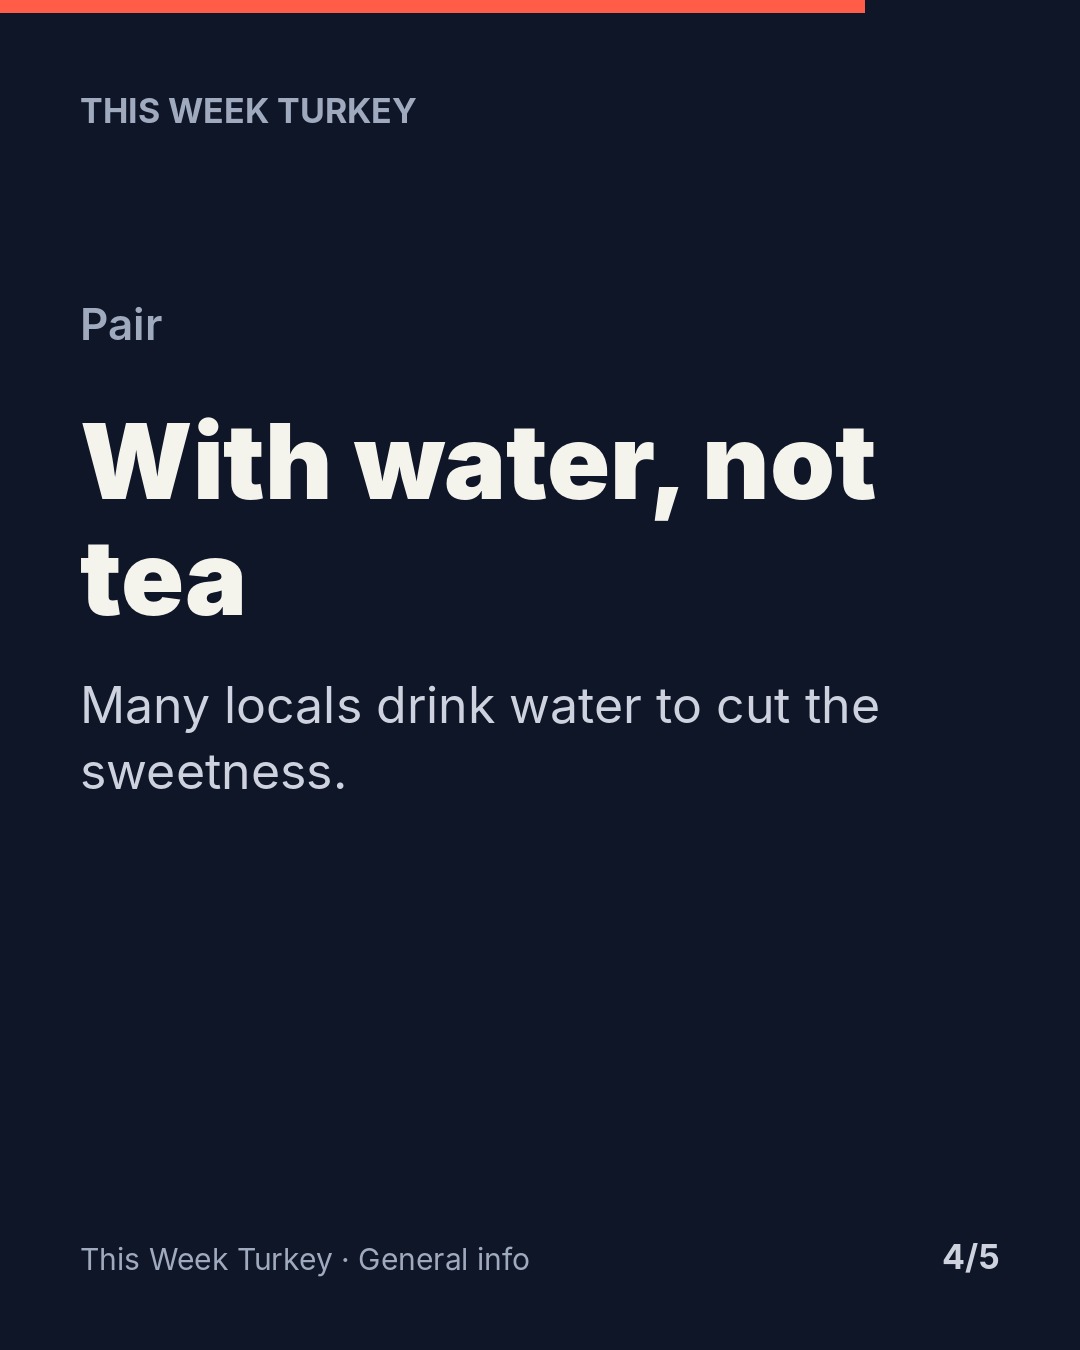 THIS WEEK TURKEY
Pair
With water, not
tea
Many locals drink water to cut the
sweetness.
This Week Turkey · General info
4/5